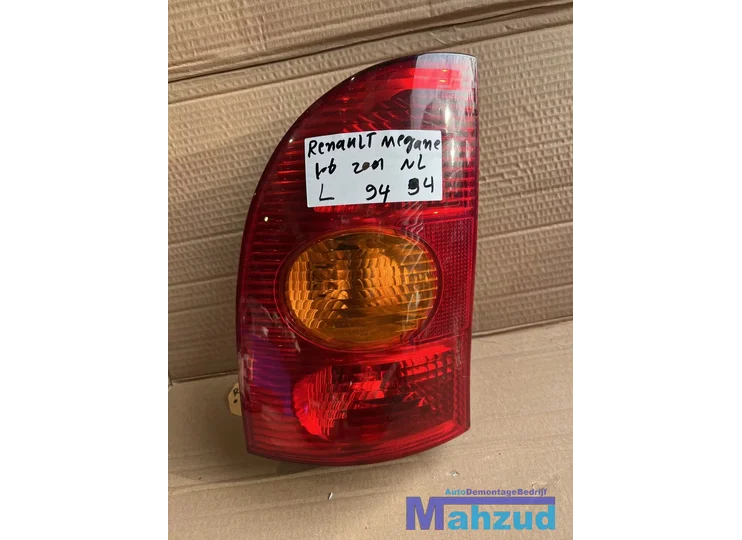 RenAuLT megane
1.6 2001 NL
L 94 94
AutoDemontageBedrijf
Mahzud